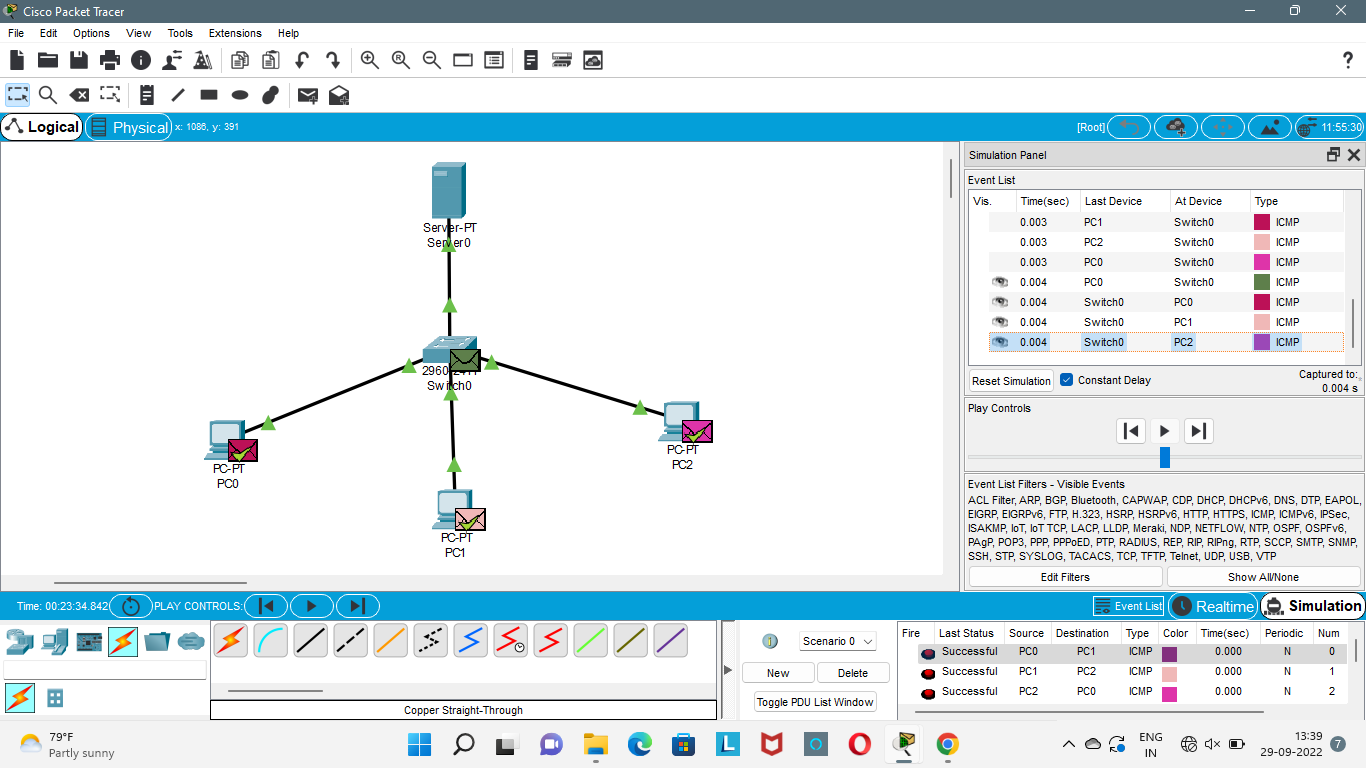 Cisco Packet Tracer
File Edit Options View Tools Extensions Help
?
Logical Physical x: 1086, y: 391 [Root] 11:55:30
Server-PT
Server0
Switch0
PC-PT
PC0
PC-PT
PC1
PC-PT
PC2
Simulation Panel
Event List
Vis. Time(sec) Last Device At Device Type
0.003 PC1 Switch0 ICMP
0.003 PC2 Switch0 ICMP
0.003 PC0 Switch0 ICMP
0.004 PC0 Switch0 ICMP
0.004 Switch0 PC0 ICMP
0.004 Switch0 PC1 ICMP
0.004 Switch0 PC2 ICMP
Reset Simulation Constant Delay Captured to:
0.004 s
Play Controls
Event List Filters - Visible Events
ACL Filter, ARP, BGP, Bluetooth, CAPWAP, CDP, DHCP, DHCPv6, DNS, DTP, EAPOL,
EIGRP, EIGRPv6, FTP, H.323, HSRP, HSRPv6, HTTP, HTTPS, ICMP, ICMPv6, IPSec,
ISAKMP, IoT, IoT TCP, LACP, LLDP, Meraki, NDP, NETFLOW, NTP, OSPF, OSPFv6,
PAgP, POP3, PPP, PPPoED, PTP, RADIUS, REP, RIP, RIPng, RTP, SCCP, SMTP, SNMP,
SSH, STP, SYSLOG, TACACS, TCP, TFTP, Telnet, UDP, USB, VTP
Edit Filters Show All/None
Time: 00:23:34.842 PLAY CONTROLS: Event List Realtime Simulation
Copper Straight-Through
Scenario 0
New Delete
Toggle PDU List Window
Fire Last Status Source Destination Type Color Time(sec) Periodic Num
Successful PC0 PC1 ICMP 0.000 N 0
Successful PC1 PC2 ICMP 0.000 N 1
Successful PC2 PC0 ICMP 0.000 N 2
79°F
Partly sunny
L
ENG
IN
13:39
29-09-2022
7